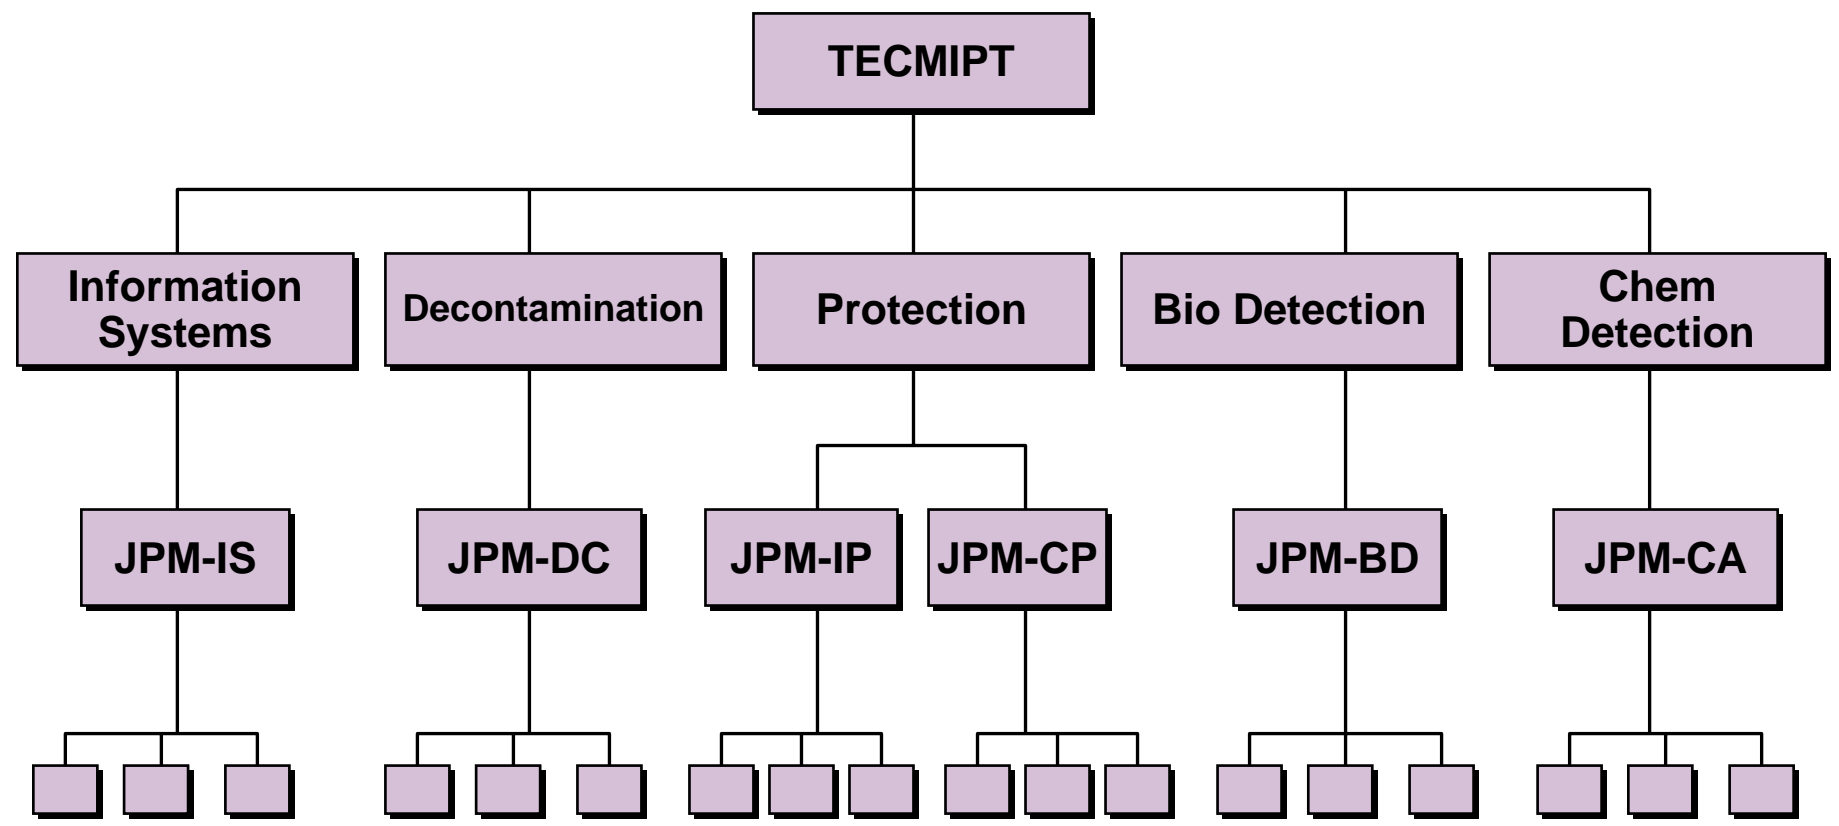 TECMIPT
Information
Systems
Decontamination
Protection
Bio Detection
Chem
Detection
JPM-IS
JPM-DC
JPM-IP
JPM-CP
JPM-BD
JPM-CA